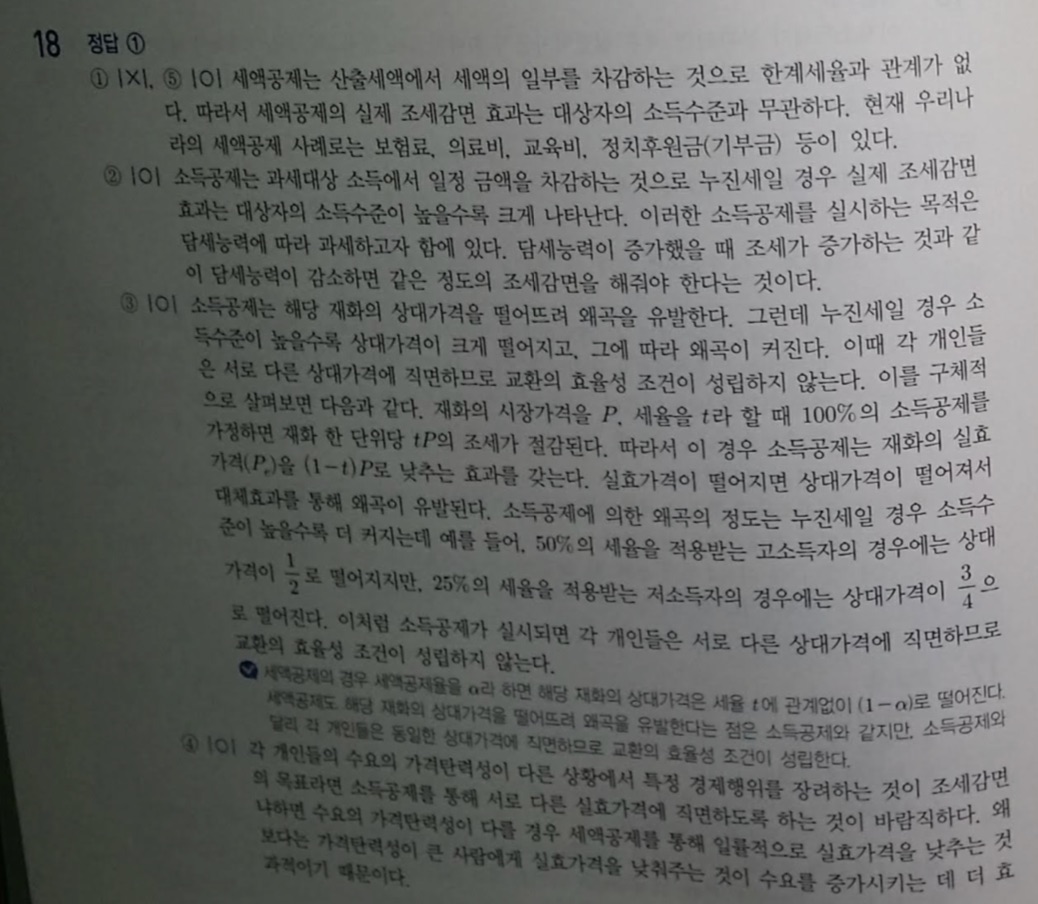 18 정답 ①
① |X|, ⑤ |O| 세액공제는 산출세액에서 세액의 일부를 차감하는 것으로 한계세율과 관계가 없
다. 따라서 세액공제의 실제 조세감면 효과는 대상자의 소득수준과 무관하다. 현재 우리나
라의 세액공제 사례로는 보험료, 의료비, 교육비, 정치후원금(기부금) 등이 있다.
② |O| 소득공제는 과세대상 소득에서 일정 금액을 차감하는 것으로 누진세일 경우 실제 조세감면
효과는 대상자의 소득수준이 높을수록 크게 나타난다. 이러한 소득공제를 실시하는 목적은
담세능력에 따라 과세하고자 함에 있다. 담세능력이 증가했을 때 조세가 증가하는 것과 같
이 담세능력이 감소하면 같은 정도의 조세감면을 해줘야 한다는 것이다.
③ |O| 소득공제는 해당 재화의 상대가격을 떨어뜨려 왜곡을 유발한다. 그런데 누진세일 경우 소
득수준이 높을수록 상대가격이 크게 떨어지고, 그에 따라 왜곡이 커진다. 이때 각 개인들
은 서로 다른 상대가격에 직면하므로 교환의 효율성 조건이 성립하지 않는다. 이를 구체적
으로 살펴보면 다음과 같다. 재화의 시장가격을 P, 세율을 t라 할 때 100%의 소득공제를
가정하면 재화 한 단위당 tP의 조세가 절감된다. 따라서 이 경우 소득공제는 재화의 실효
가격(Pe)을 (1-t)P로 낮추는 효과를 갖는다. 실효가격이 떨어지면 상대가격이 떨어져서
대체효과를 통해 왜곡이 유발된다. 소득공제에 의한 왜곡의 정도는 누진세일 경우 소득수
준이 높을수록 더 커지는데 예를 들어, 50%의 세율을 적용받는 고소득자의 경우에는 상대
가격이 1/2로 떨어지지만, 25%의 세율을 적용받는 저소득자의 경우에는 상대가격이 3/4으
로 떨어진다. 이처럼 소득공제가 실시되면 각 개인들은 서로 다른 상대가격에 직면하므로
교환의 효율성 조건이 성립하지 않는다.
세액공제의 경우 세액공제율을 α라 하면 해당 재화의 상대가격은 세율 t에 관계없이 (1-α)로 떨어진다.
세액공제도 해당 재화의 상대가격을 떨어뜨려 왜곡을 유발한다는 점은 소득공제와 같지만, 소득공제와
달리 각 개인들은 동일한 상대가격에 직면하므로 교환의 효율성 조건이 성립한다.
④ |O| 각 개인들의 수요의 가격탄력성이 다른 상황에서 특정 경제행위를 장려하는 것이 조세감면
의 목표라면 소득공제를 통해 서로 다른 실효가격에 직면하도록 하는 것이 바람직하다. 왜
냐하면 수요의 가격탄력성이 다를 경우 세액공제를 통해 일률적으로 실효가격을 낮추는 것
보다는 가격탄력성이 큰 사람에게 실효가격을 낮춰주는 것이 수요를 증가시키는 데 더 효
과적이기 때문이다.